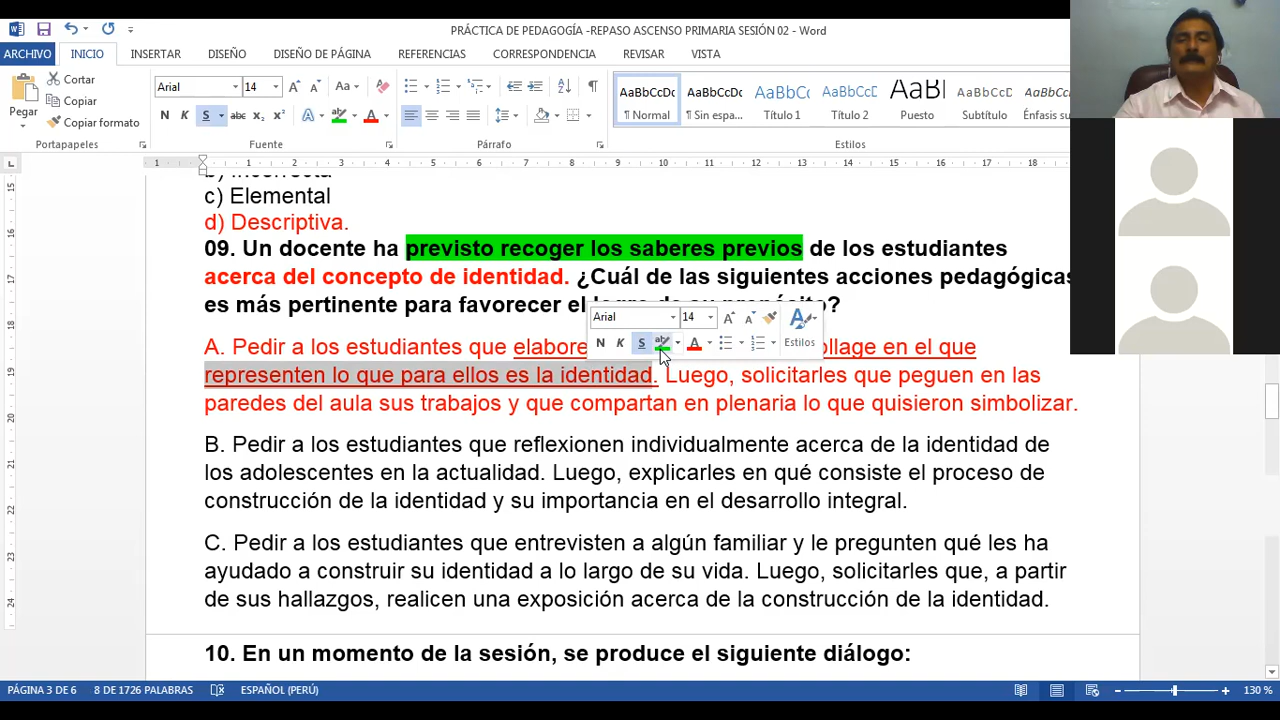 PRÁCTICA DE PEDAGOGÍA -REPASO ASCENSO PRIMARIA SESIÓN 02 - Word
ARCHIVO INICIO INSERTAR DISEÑO DISEÑO DE PÁGINA REFERENCIAS CORRESPONDENCIA REVISAR VISTA
Pegar
Cortar
Copiar
Copiar formato
Portapapeles
Arial 14
Fuente
Párrafo
AaBbCcDc AaBbCcDc AaBbCc AaBbCcD AaBl AaBbCcD AaBbCcDc
¶ Normal ¶ Sin espa... Título 1 Título 2 Puesto Subtítulo Énfasis su
Estilos
c) Elemental
d) Descriptiva.
09. Un docente ha previsto recoger los saberes previos de los estudiantes
acerca del concepto de identidad. ¿Cuál de las siguientes acciones pedagógicas
es más pertinente para favorecer el logro de su propósito?
Arial 14
N K S Estilos
A. Pedir a los estudiantes que elabore ollage en el que
representen lo que para ellos es la identidad. Luego, solicitarles que peguen en las
paredes del aula sus trabajos y que compartan en plenaria lo que quisieron simbolizar.
B. Pedir a los estudiantes que reflexionen individualmente acerca de la identidad de
los adolescentes en la actualidad. Luego, explicarles en qué consiste el proceso de
construcción de la identidad y su importancia en el desarrollo integral.
C. Pedir a los estudiantes que entrevisten a algún familiar y le pregunten qué les ha
ayudado a construir su identidad a lo largo de su vida. Luego, solicitarles que, a partir
de sus hallazgos, realicen una exposición acerca de la construcción de la identidad.
10. En un momento de la sesión, se produce el siguiente diálogo:
PÁGINA 3 DE 6 8 DE 1726 PALABRAS ESPAÑOL (PERÚ) 130 %